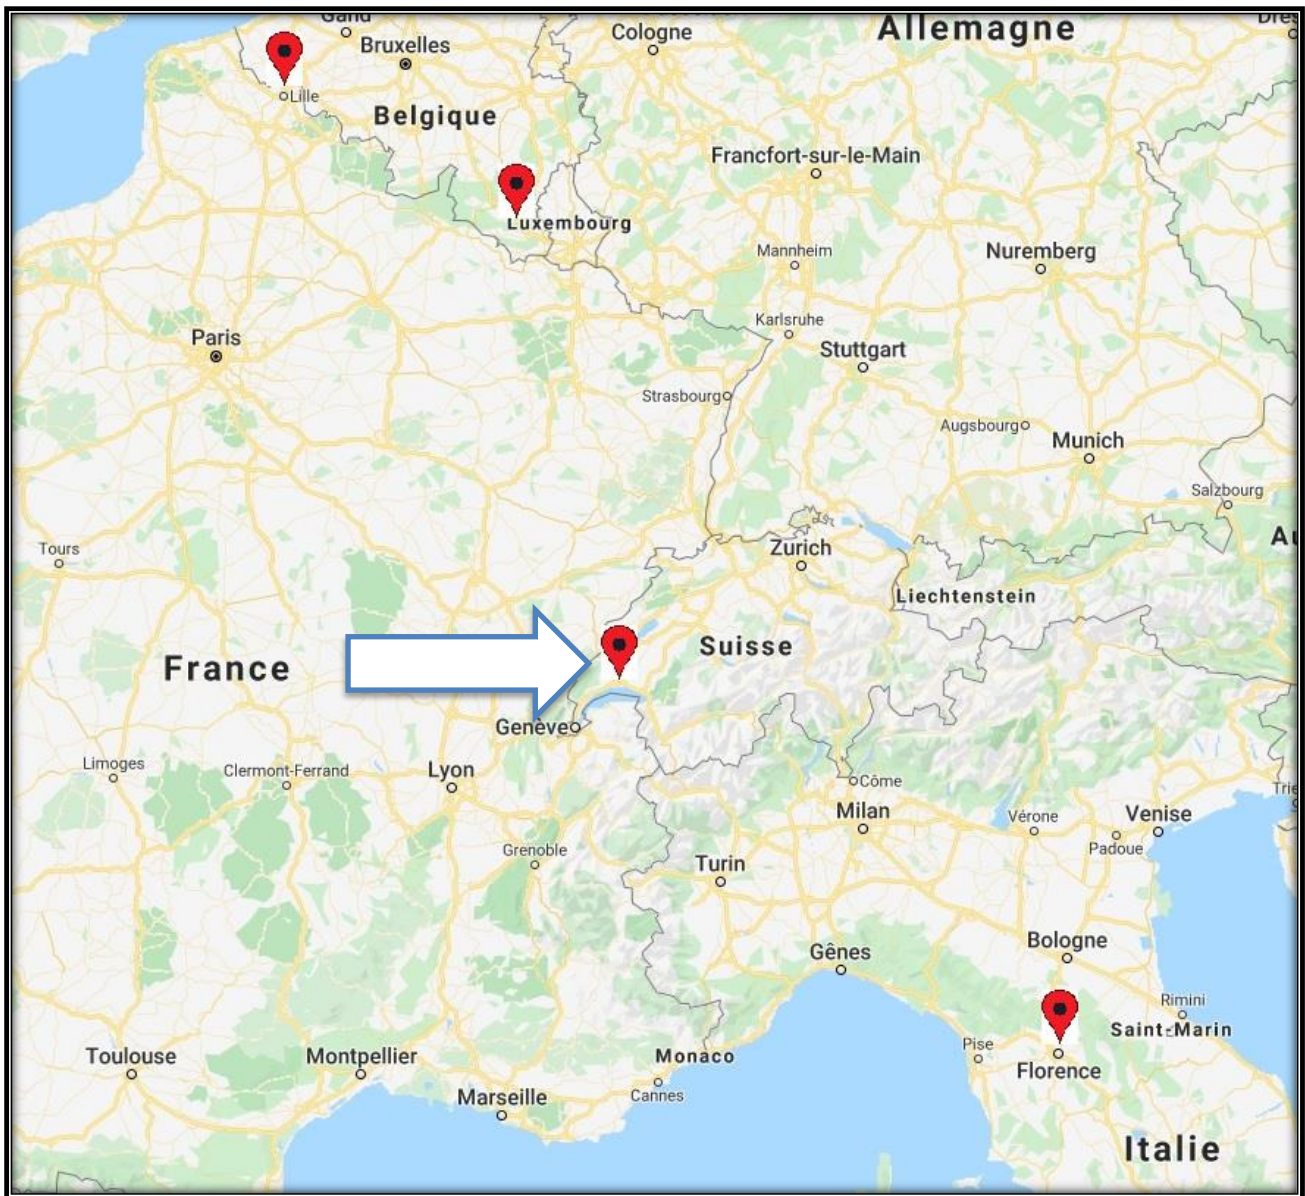 Gand
Bruxelles
Cologne
Allemagne
Lille
Belgique
Francfort-sur-le-Main
Luxembourg
Mannheim
Nuremberg
Karlsruhe
Paris
Stuttgart
Strasbourg
Augsbourg
Munich
Salzbourg
Tours
Zurich
Liechtenstein
Suisse
France
Genève
Limoges
Clermont-Ferrand
Lyon
Côme
Milan
Vérone
Venise
Padoue
Grenoble
Turin
Bologne
Gênes
Rimini
Saint-Marin
Pise
Florence
Toulouse
Montpellier
Monaco
Marseille
Cannes
Italie